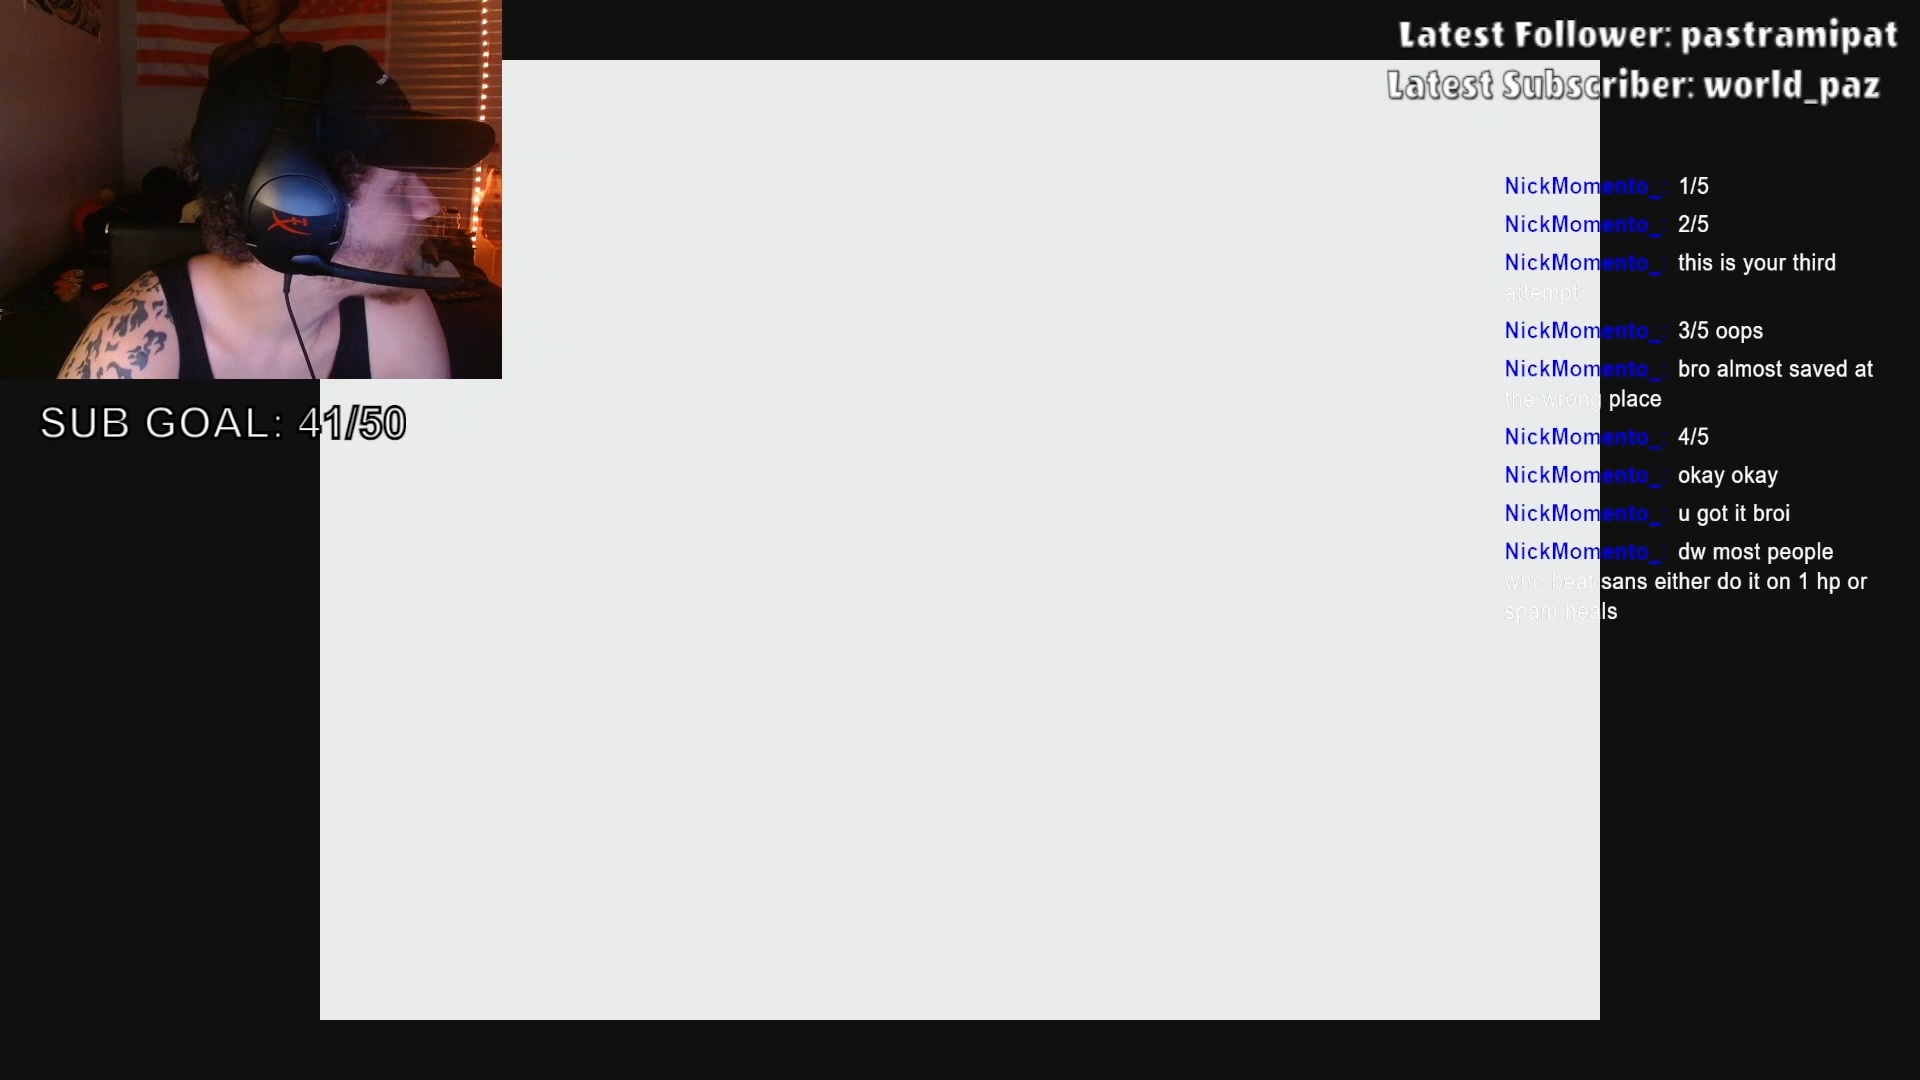 Latest Follower: pastramipat
Latest Subscriber: world_paz
NickMomento_: 1/5
NickMomento_: 2/5
NickMomento_: this is your third
attempt
NickMomento_: 3/5 oops
NickMomento_: bro almost saved at
the wrong place
NickMomento_: 4/5
NickMomento_: okay okay
NickMomento_: u got it broi
NickMomento_: dw most people
who beat sans either do it on 1 hp or
spam heals
SUB GOAL: 41/50